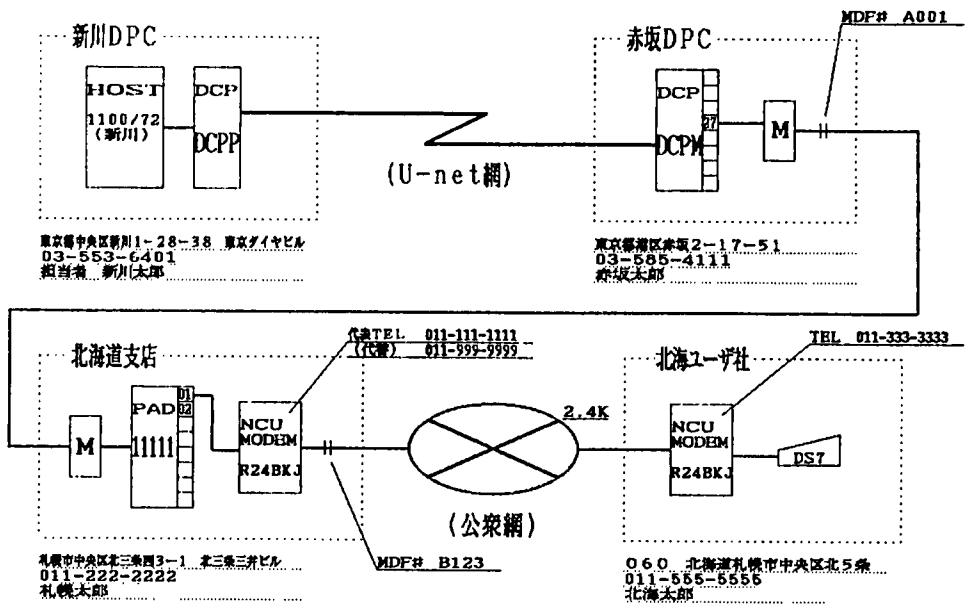 MDF# A001
新川DPC
赤坂DPC
HOST
1100/72
(新川)
DCP
DCPP
DCP
DCPM
27
M
(U-net網)
東京都中央区新川1-28-38 東京ダイヤビル
03-553-6401
担当者 新川太郎
東京都港区赤坂2-17-51
03-585-4111
赤坂太郎
代表TEL 011-111-1111
(代替) 011-999-9999
TEL 011-333-3333
北海道支店
北海ユーザ社
M
PAD
11111
01
02
NCU
MODEM
R24BKJ
2.4K
NCU
MODEM
R24BKJ
DS7
(公衆網)
MDF# B123
札幌市中央区北三条西3-1 北三条三井ビル
011-222-2222
札幌太郎
060 北海道札幌市中央区北5条
011-555-5555
北海太郎